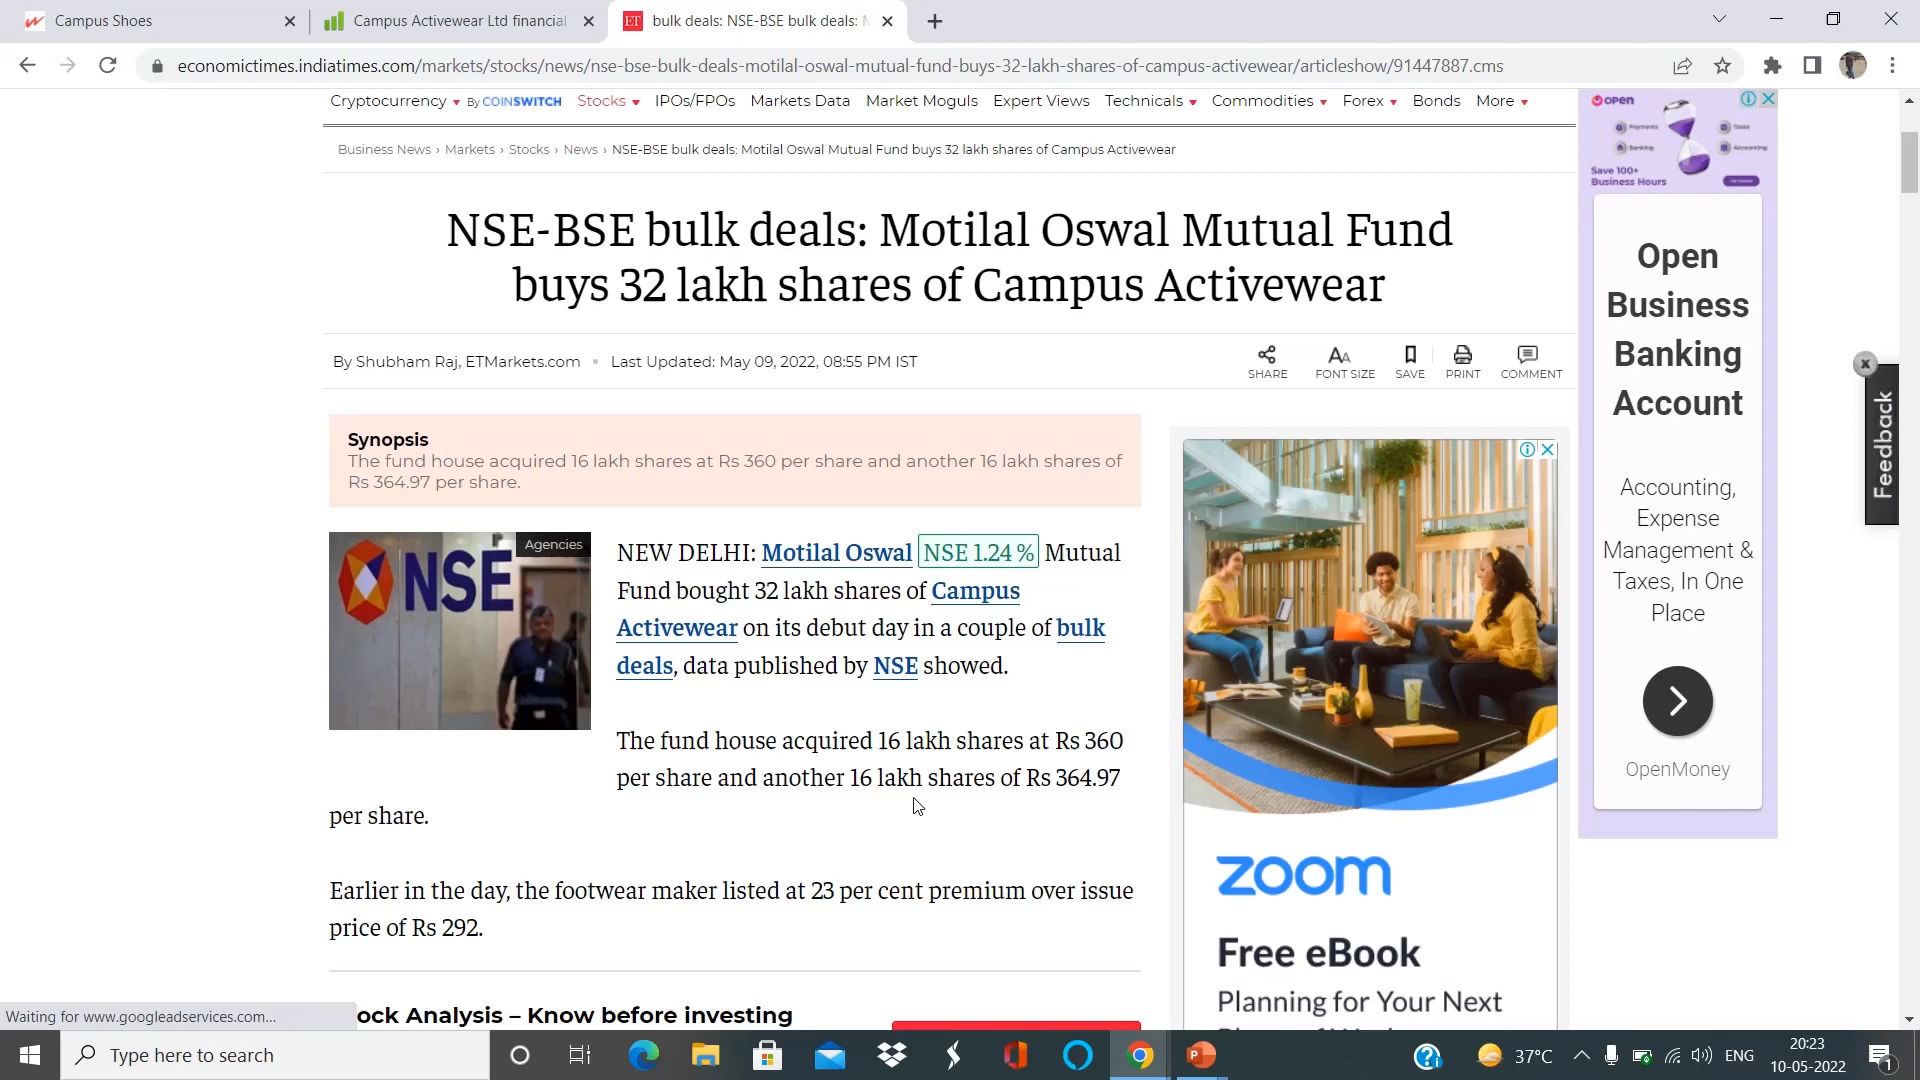 Campus Shoes
Campus Activewear Ltd financial
ET bulk deals: NSE-BSE bulk deals: M
economictimes.indiatimes.com/markets/stocks/news/nse-bse-bulk-deals-motilal-oswal-mutual-fund-buys-32-lakh-shares-of-campus-activewear/articleshow/91447887.cms
Cryptocurrency By COINSWITCH Stocks IPOs/FPOs Markets Data Market Moguls Expert Views Technicals Commodities Forex Bonds More
Business News › Markets › Stocks › News › NSE-BSE bulk deals: Motilal Oswal Mutual Fund buys 32 lakh shares of Campus Activewear
NSE-BSE bulk deals: Motilal Oswal Mutual Fund
buys 32 lakh shares of Campus Activewear
By Shubham Raj, ETMarkets.com • Last Updated: May 09, 2022, 08:55 PM IST
SHARE FONT SIZE SAVE PRINT COMMENT
Synopsis
The fund house acquired 16 lakh shares at Rs 360 per share and another 16 lakh shares of
Rs 364.97 per share.
Agencies
NSE
NEW DELHI: Motilal Oswal NSE 1.24 % Mutual
Fund bought 32 lakh shares of Campus
Activewear on its debut day in a couple of bulk
deals, data published by NSE showed.
The fund house acquired 16 lakh shares at Rs 360
per share and another 16 lakh shares of Rs 364.97
per share.
Earlier in the day, the footwear maker listed at 23 per cent premium over issue
price of Rs 292.
ock Analysis – Know before investing
zoom
Free eBook
Planning for Your Next
OPEN
Payments
Taxes
Banking
Accounting
Save 100+
Business Hours
Open
Business
Banking
Account
Accounting,
Expense
Management &
Taxes, In One
Place
OpenMoney
Feedback
Waiting for www.googleadservices.com...
Type here to search
37°C
ENG
20:23
10-05-2022
1